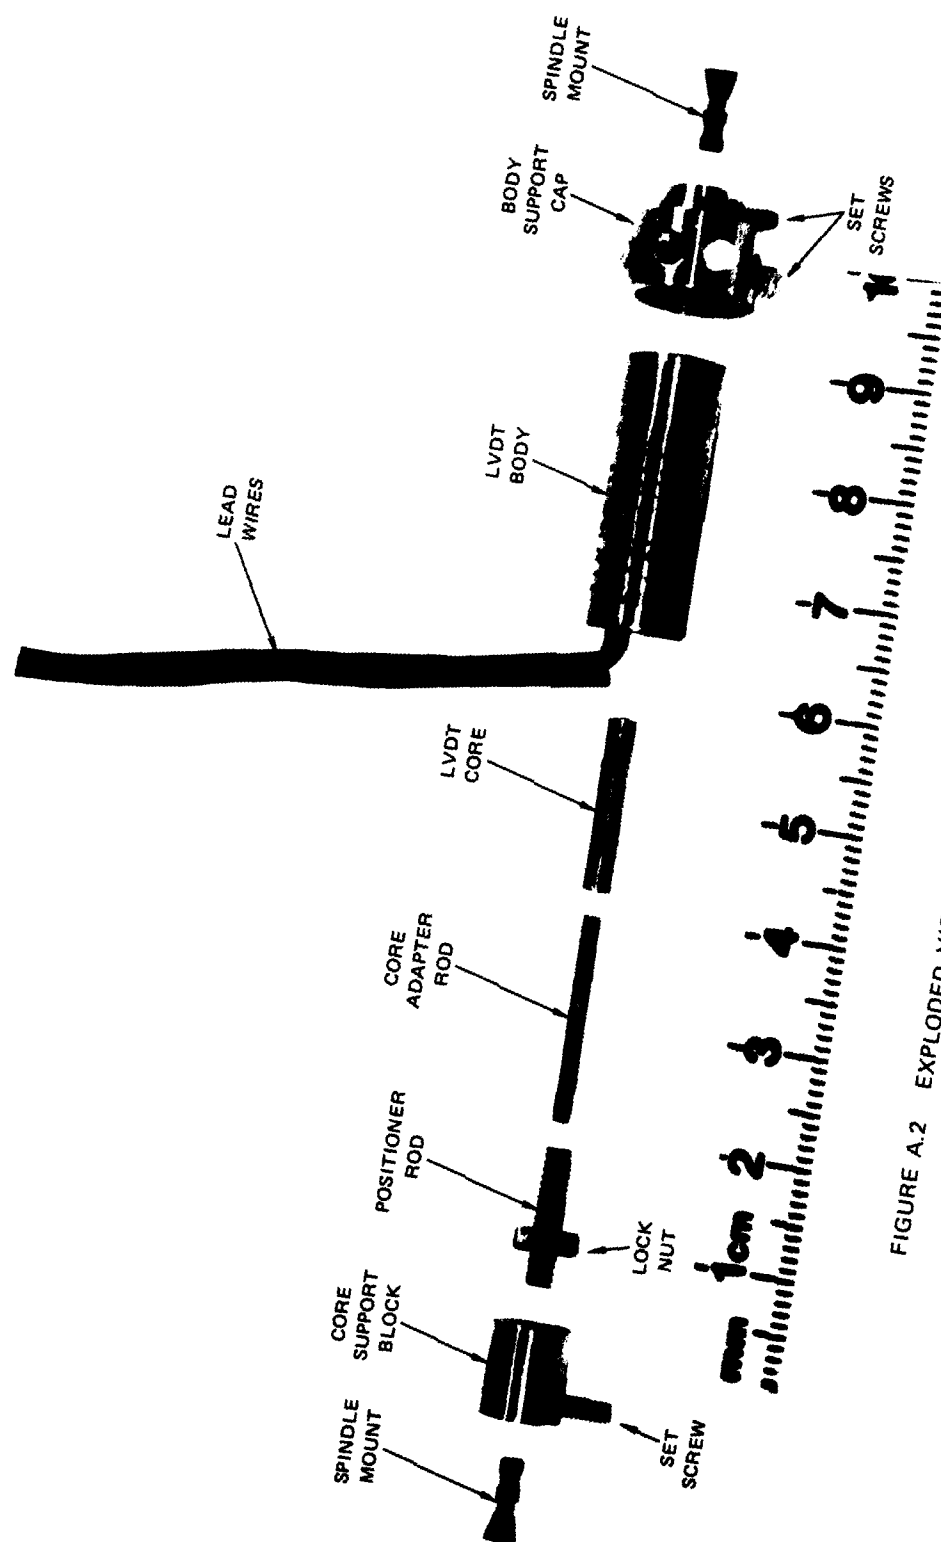 SPINDLE
MOUNT
CORE
SUPPORT
BLOCK
POSITIONER
ROD
CORE
ADAPTER
ROD
LVDT
CORE
LEAD
WIRES
LVDT
BODY
BODY
SUPPORT
CAP
SPINDLE
MOUNT
SET
SCREW
LOCK
NUT
SET
SCREWS
mm 1cm 2 3 4 5 6 7 8 9
FIGURE A.2 EXPLODED